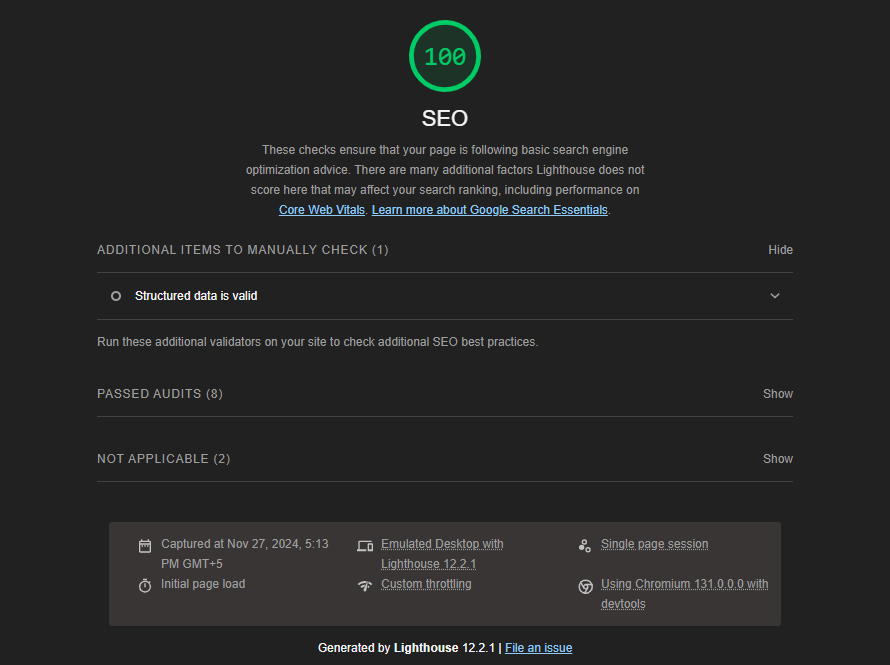 100
SEO
These checks ensure that your page is following basic search engine
optimization advice. There are many additional factors Lighthouse does not
score here that may affect your search ranking, including performance on
Core Web Vitals. Learn more about Google Search Essentials.
ADDITIONAL ITEMS TO MANUALLY CHECK (1) Hide
Structured data is valid
Run these additional validators on your site to check additional SEO best practices.
PASSED AUDITS (8) Show
NOT APPLICABLE (2) Show
Captured at Nov 27, 2024, 5:13
PM GMT+5
Emulated Desktop with
Lighthouse 12.2.1
Single page session
Initial page load
Custom throttling
Using Chromium 131.0.0.0 with
devtools
Generated by Lighthouse 12.2.1 | File an issue